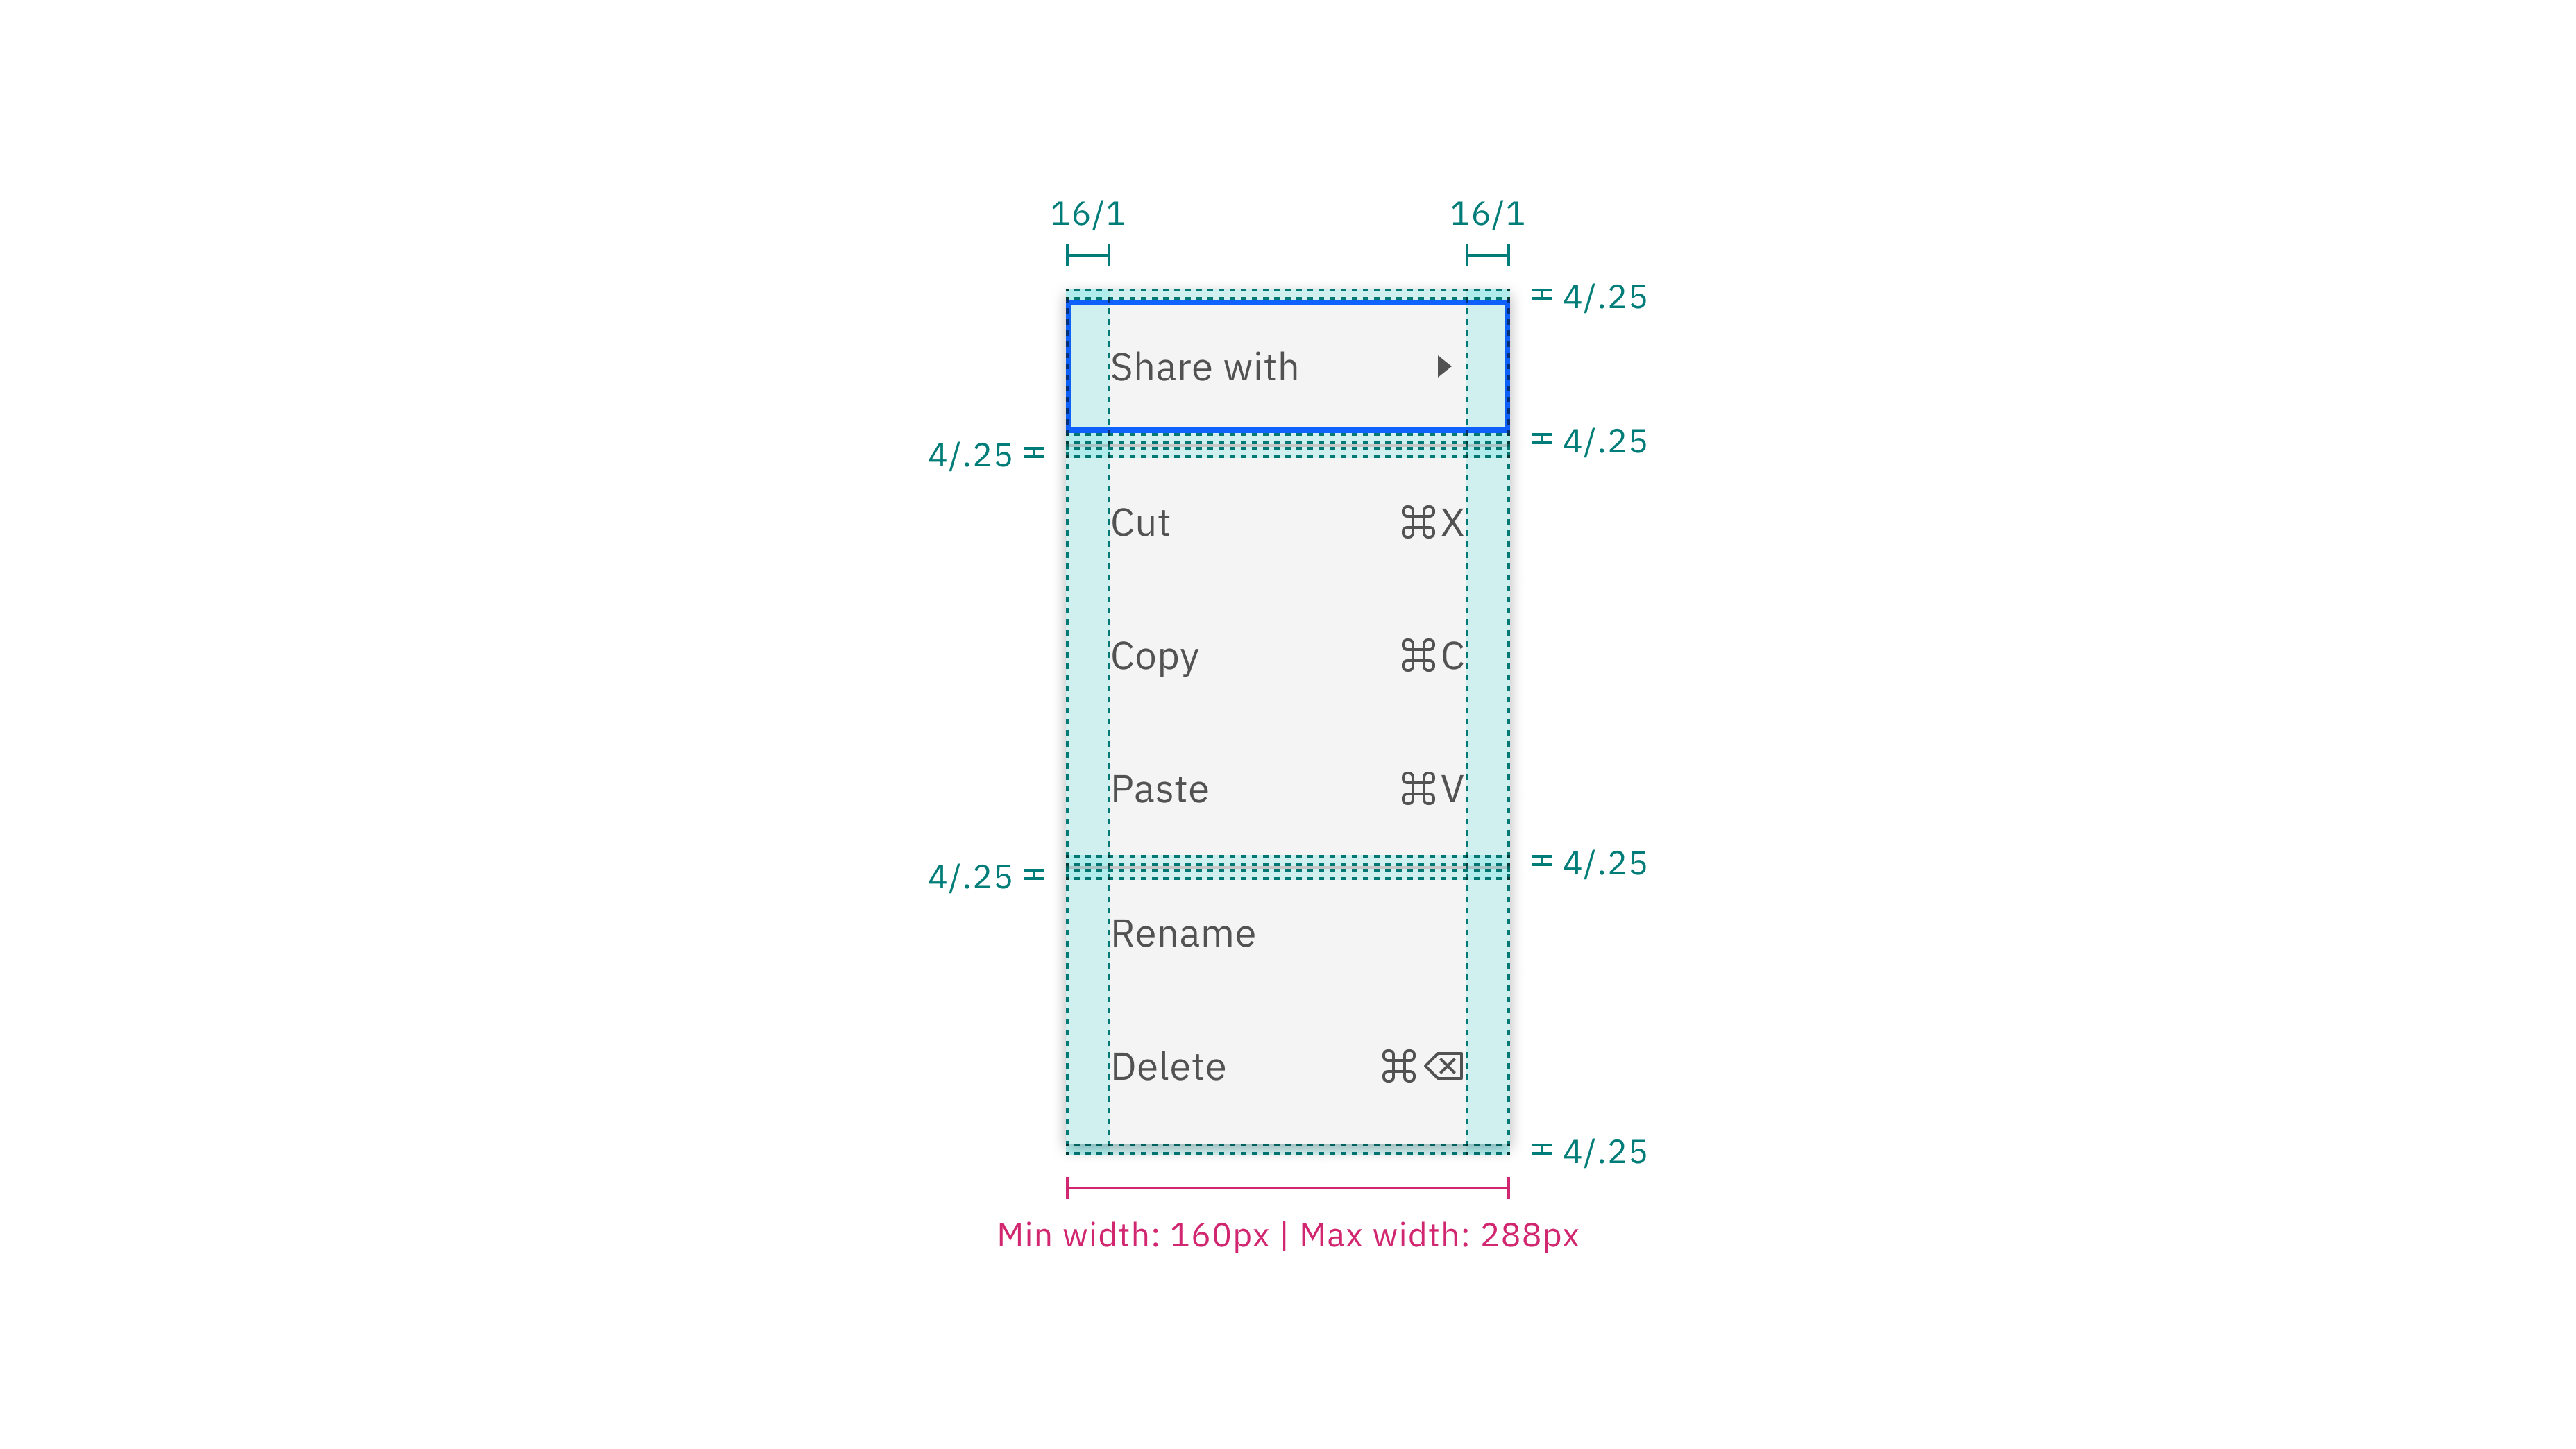 16/1 16/1
4/.25
Share with
4/.25
4/.25
Cut ⌘X
Copy ⌘C
Paste ⌘V
4/.25
4/.25
Rename
Delete ⌘⌫
4/.25
Min width: 160px | Max width: 288px